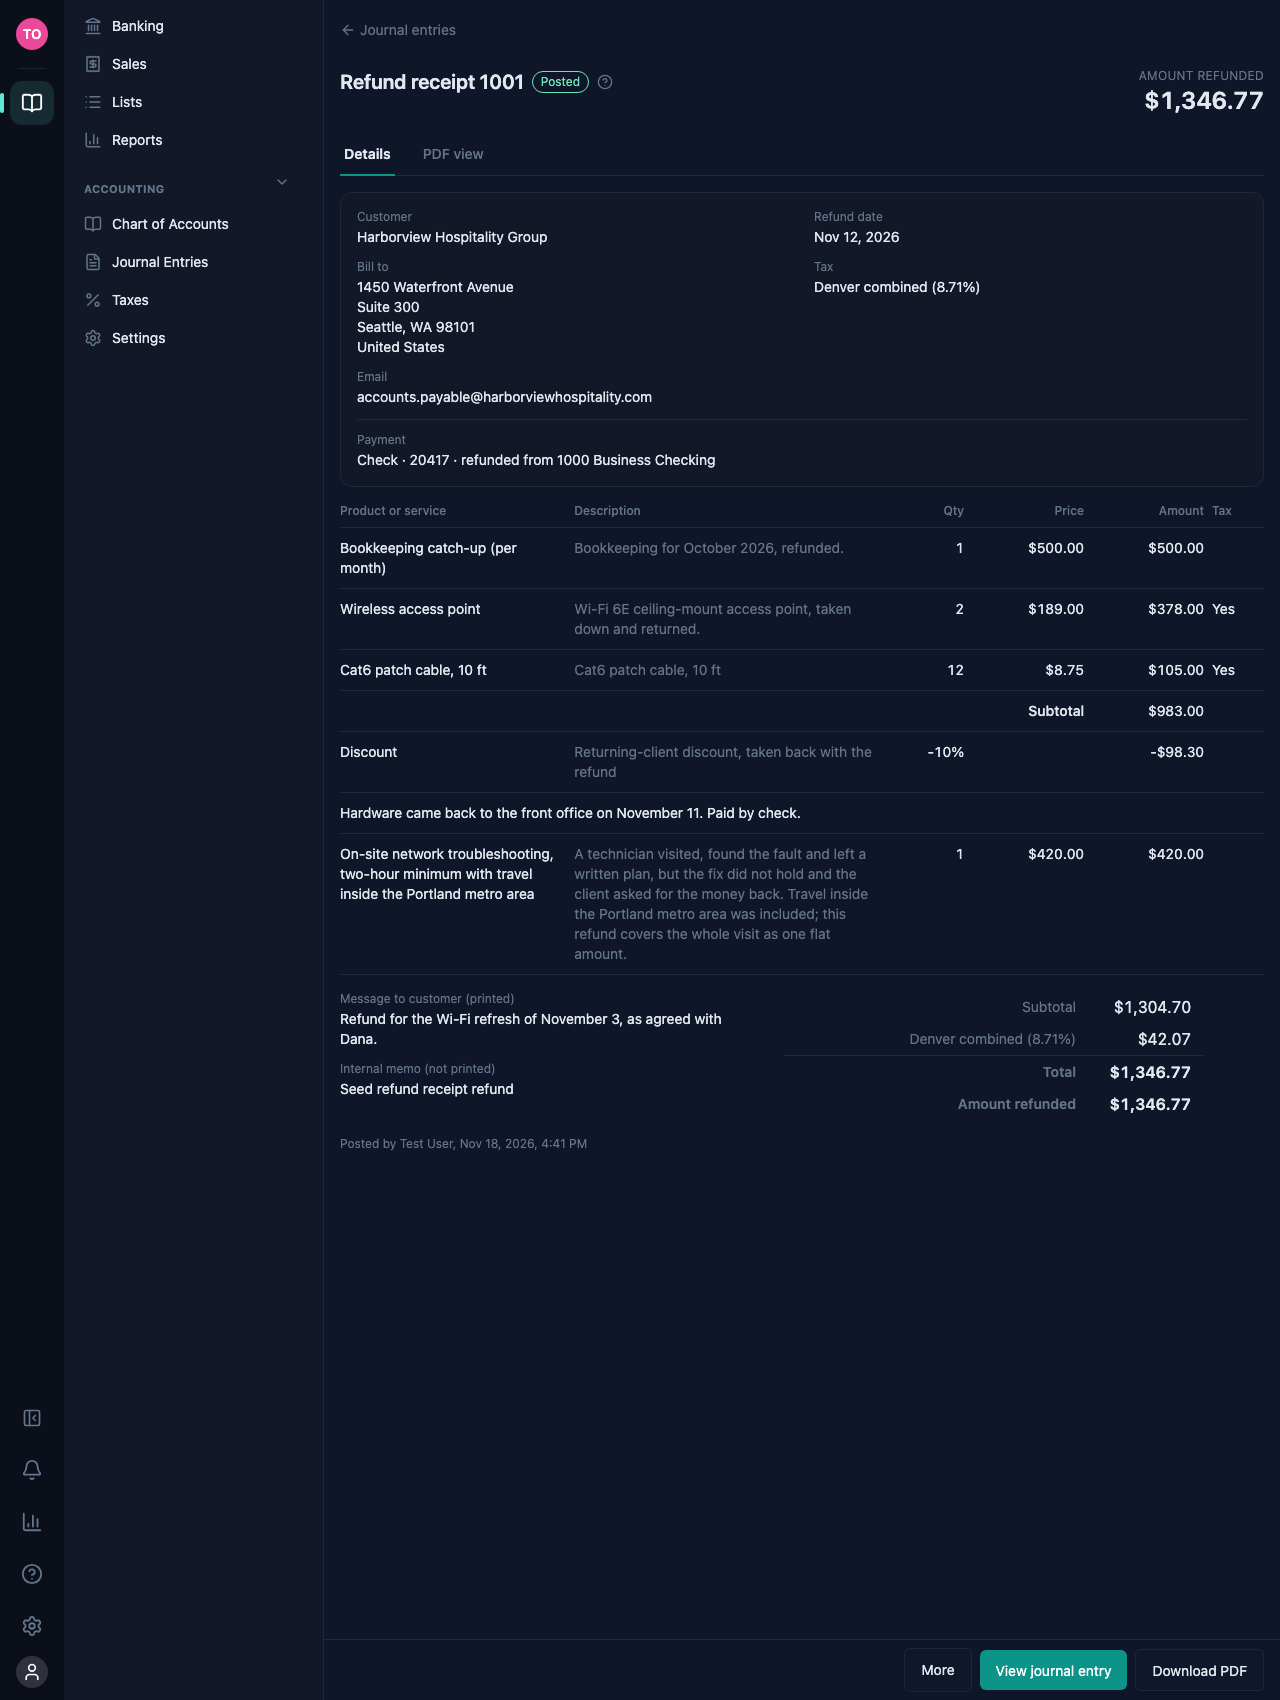 TO
Banking
Sales
Lists
Reports
ACCOUNTING
Chart of Accounts
Journal Entries
Taxes
Settings
Journal entries
Refund receipt 1001 Posted
AMOUNT REFUNDED
$1,346.77
Details PDF view
Customer
Harborview Hospitality Group
Refund date
Nov 12, 2026
Bill to
1450 Waterfront Avenue
Suite 300
Seattle, WA 98101
United States
Tax
Denver combined (8.71%)
Email
accounts.payable@harborviewhospitality.com
Payment
Check · 20417 · refunded from 1000 Business Checking
Product or service Description Qty Price Amount Tax
Bookkeeping catch-up (per Bookkeeping for October 2026, refunded. 1 $500.00 $500.00
month)
Wireless access point Wi-Fi 6E ceiling-mount access point, taken 2 $189.00 $378.00 Yes
down and returned.
Cat6 patch cable, 10 ft Cat6 patch cable, 10 ft 12 $8.75 $105.00 Yes
Subtotal $983.00
Discount Returning-client discount, taken back with the -10% -$98.30
refund
Hardware came back to the front office on November 11. Paid by check.
On-site network troubleshooting, A technician visited, found the fault and left a 1 $420.00 $420.00
two-hour minimum with travel written plan, but the fix did not hold and the
inside the Portland metro area client asked for the money back. Travel inside
the Portland metro area was included; this
refund covers the whole visit as one flat
amount.
Message to customer (printed)
Refund for the Wi-Fi refresh of November 3, as agreed with
Dana.
Internal memo (not printed)
Seed refund receipt refund
Subtotal $1,304.70
Denver combined (8.71%) $42.07
Total $1,346.77
Amount refunded $1,346.77
Posted by Test User, Nov 18, 2026, 4:41 PM
More View journal entry Download PDF